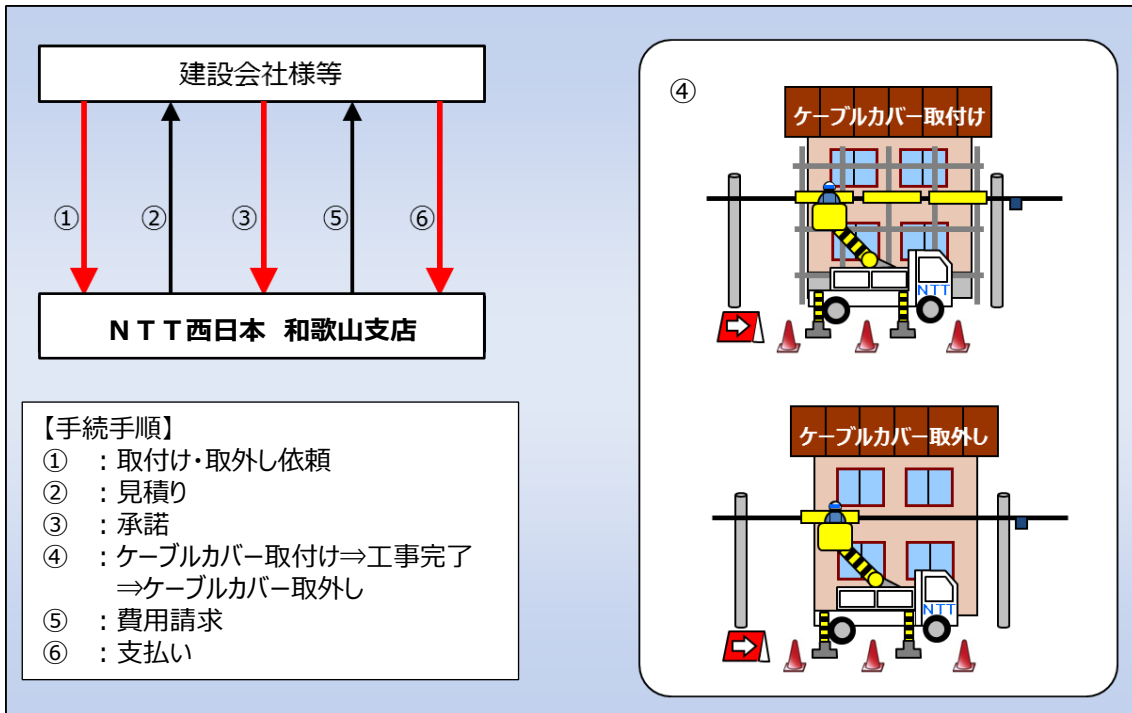 建設会社様等
①
②
③
⑤
⑥
ＮＴＴ西日本 和歌山支店
【手続手順】
① ：取付け・取外し依頼
② ：見積り
③ ：承諾
④ ：ケーブルカバー取付け⇒工事完了
⇒ケーブルカバー取外し
⑤ ：費用請求
⑥ ：支払い
④
ケーブルカバー取付け
NTT
ケーブルカバー取外し
NTT